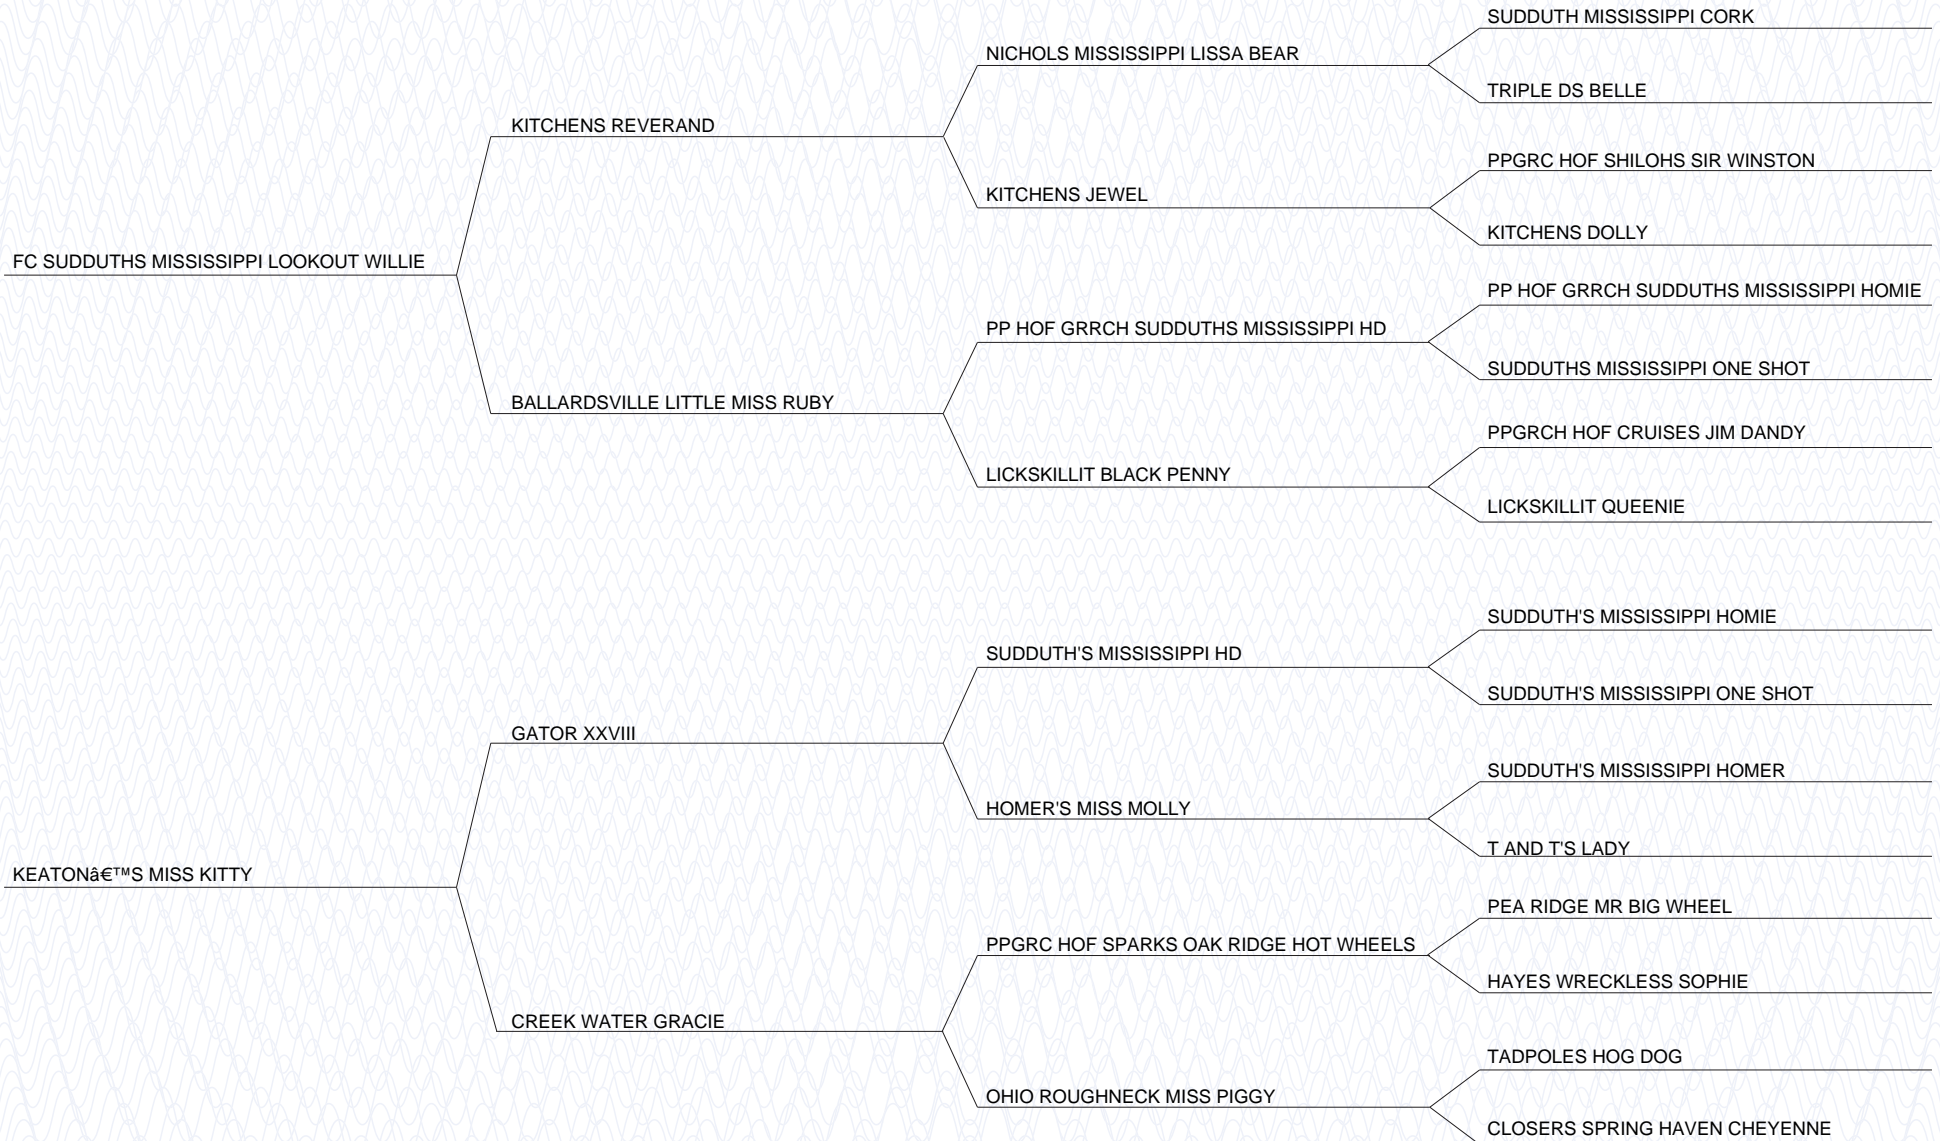 SUDDUTH MISSISSIPPI CORK
NICHOLS MISSISSIPPI LISSA BEAR
TRIPLE DS BELLE
KITCHENS REVERAND
PPGRC HOF SHILOHS SIR WINSTON
KITCHENS JEWEL
KITCHENS DOLLY
FC SUDDUTHS MISSISSIPPI LOOKOUT WILLIE
PP HOF GRRCH SUDDUTHS MISSISSIPPI HOMIE
PP HOF GRRCH SUDDUTHS MISSISSIPPI HD
SUDDUTHS MISSISSIPPI ONE SHOT
BALLARDSVILLE LITTLE MISS RUBY
PPGRCH HOF CRUISES JIM DANDY
LICKSKILLIT BLACK PENNY
LICKSKILLIT QUEENIE
SUDDUTH'S MISSISSIPPI HOMIE
SUDDUTH'S MISSISSIPPI HD
SUDDUTH'S MISSISSIPPI ONE SHOT
GATOR XXVIII
SUDDUTH'S MISSISSIPPI HOMER
HOMER'S MISS MOLLY
T AND T'S LADY
KEATONâ€™S MISS KITTY
PEA RIDGE MR BIG WHEEL
PPGRC HOF SPARKS OAK RIDGE HOT WHEELS
HAYES WRECKLESS SOPHIE
CREEK WATER GRACIE
TADPOLES HOG DOG
OHIO ROUGHNECK MISS PIGGY
CLOSERS SPRING HAVEN CHEYENNE